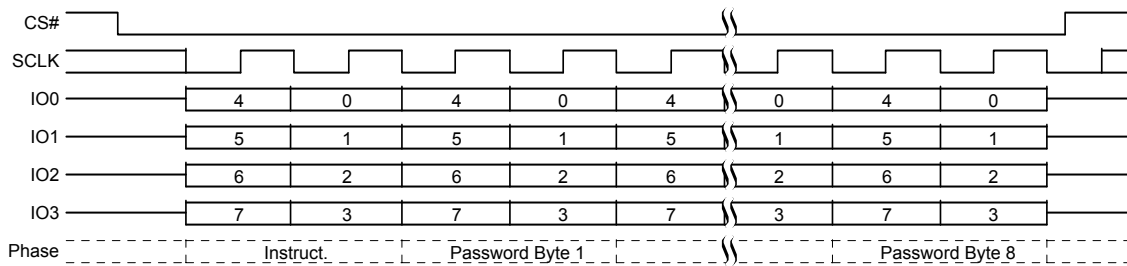 CS#
SCLK
IO0 4 0 4 0 4 0 4 0
IO1 5 1 5 1 5 1 5 1
IO2 6 2 6 2 6 2 6 2
IO3 7 3 7 3 7 3 7 3
Phase Instruct. Password Byte 1 Password Byte 8